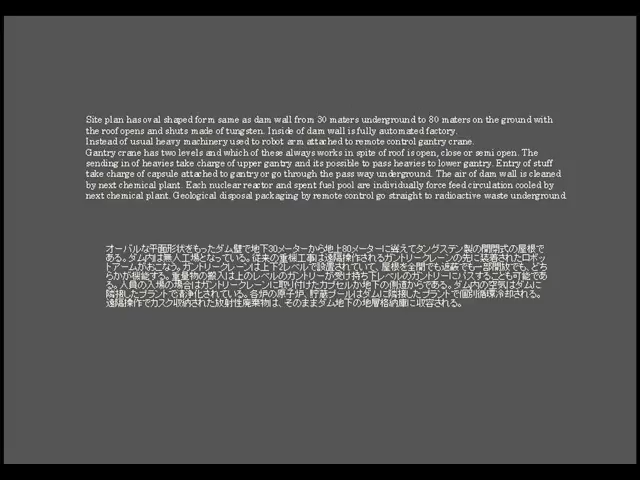 Site plan has oval shaped form same as dam wall from 30 maters underground to 80 maters on the ground with
the roof opens and shuts made of tungsten. Inside of dam wall is fully automated factory.
Instead of usual heavy machinery used to robot arm attached to remote control gantry crane.
Gantry crane has two levels and which of these always works in spite of roof is open, close or semi open. The
sending in of heavies take charge of upper gantry and its possible to pass heavies to lower gantry. Entry of stuff
take charge of capsule attached to gantry or go through the pass way underground. The air of dam wall is cleaned
by next chemical plant. Each nuclear reactor and spent fuel pool are individually force feed circulation cooled by
next chemical plant. Geological disposal packaging by remote control go straight to radioactive waste underground
オーバルな平面形状をもったダム壁で地下30メーターから地上80メーターに当えてタングステン製の開閉式の屋根で
ある。ダム内は無人工場となっている。従来の重機工事は遠隔操作されるガントリークレーンの先に装着されたロボッ
トアームがおこなう。ガントリークレーンは上下2レベルで設置されていて、屋根を全開でも遮蔽でも一部開放でも、どち
らかが機能する。重量物の搬入は上のレベルのガントリーが受け持ち下レベルのガントリーにパスすることも可能であ
る。人員の入場の場合はガントリークレーンに取り付けたカプセルか地下の側道からである。ダム内の空気はダムに
隣接したプラントで清浄化されている。各炉の原子炉、貯蔵プールはダムに隣接したプラントで個別循環冷却される。
遠隔操作でカスク収納された放射性廃棄物は、そのままダム地下の地層格納庫に収容される。